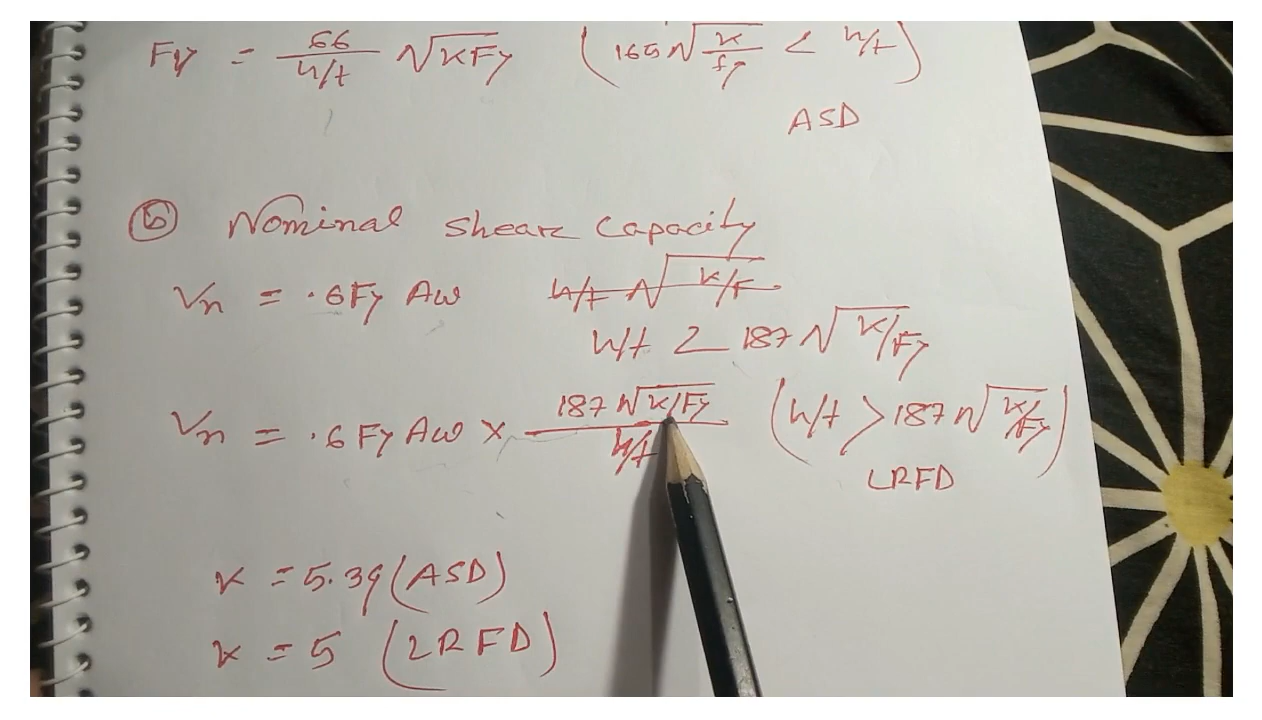 Fy = 66/h/t √KFy (165√K/fy < h/t)
ASD
(b) Nominal Shear Capacity
Vn = .6Fy Aw
h/t ∠ 187 √K/Fy
Vn = .6 Fy Aw × 187 √K/Fy / h/t (h/t > 187 √K/Fy)
LRFD
K = 5.34 (ASD)
K = 5 (LRFD)